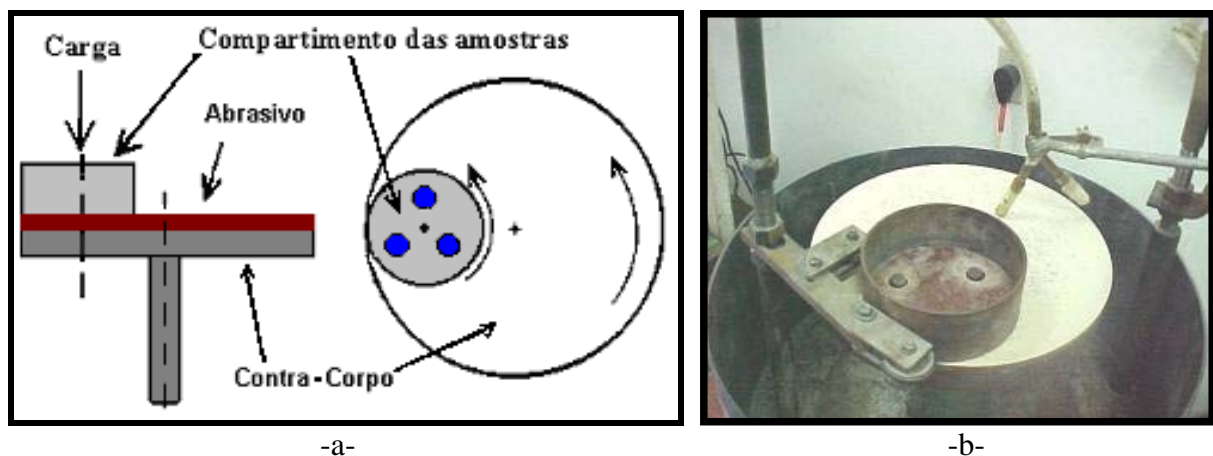 Carga
Compartimento das amostras
Abrasivo
Contra-Corpo
-a-
-b-